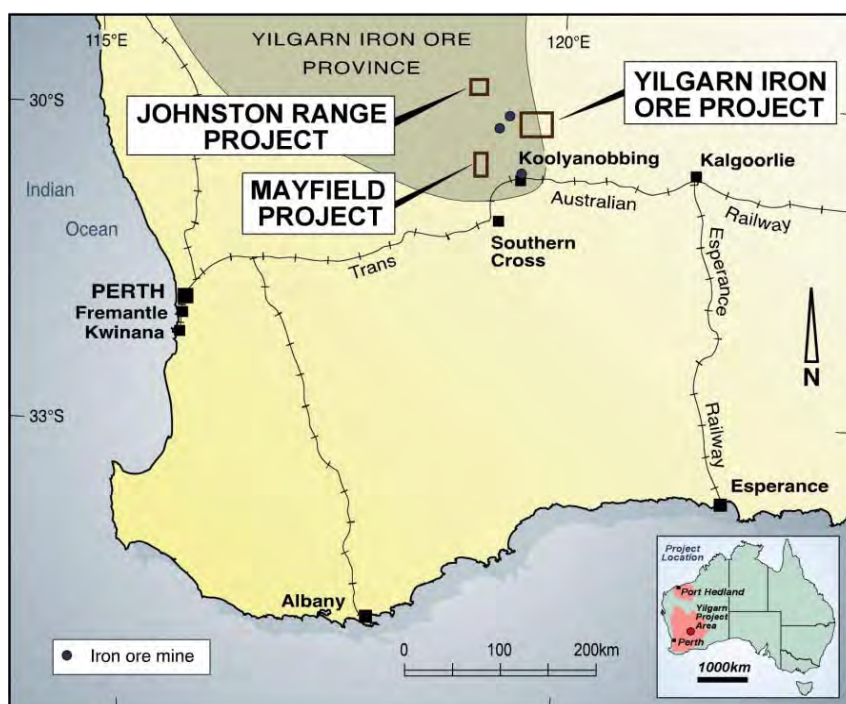 115°E
120°E
YILGARN IRON ORE
PROVINCE
30°S
JOHNSTON RANGE
PROJECT
YILGARN IRON
ORE PROJECT
MAYFIELD
PROJECT
Koolyanobbing
Kalgoorlie
Indian
Ocean
Australian
Railway
Southern
Cross
Trans
Esperance
PERTH
Fremantle
Kwinana
N
33°S
Railway
Esperance
Albany
Iron ore mine
0 100 200km
Project
Location
Port Hedland
Yilgarn
Project
Area
Perth
1000km